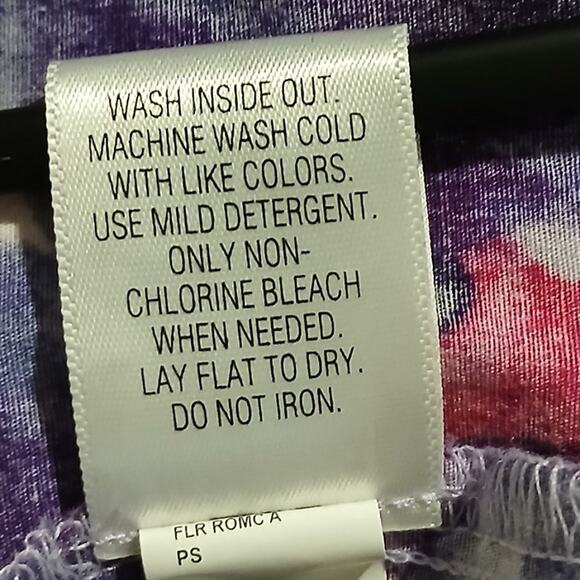 WASH INSIDE OUT.
MACHINE WASH COLD
WITH LIKE COLORS.
USE MILD DETERGENT.
ONLY NON-
CHLORINE BLEACH
WHEN NEEDED.
LAY FLAT TO DRY.
DO NOT IRON.
FLR ROMC A
PS